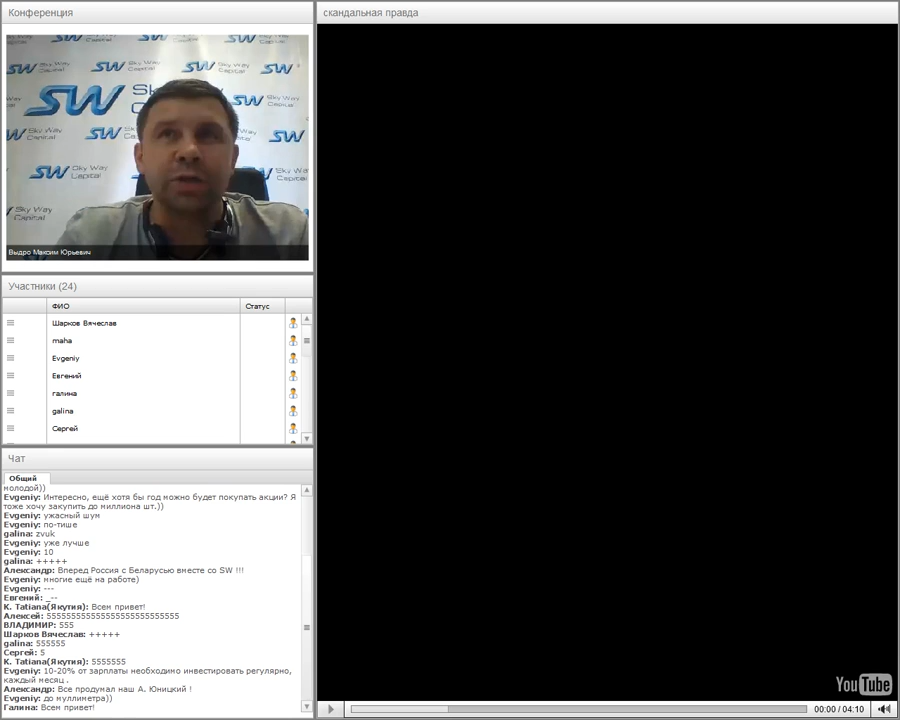 Конференция
SW
Sky Way
Capital
Выдро Максим Юрьевич
Участники (24)
ФИО
Статус
Шарков Вячеслав
maha
Evgeniy
Евгений
галина
galina
Сергей
Чат
Общий
молодой))
Evgeniy: Интересно, ещё хотя бы год можно будет покупать акции? Я
тоже хочу закупить до миллиона шт.))
Evgeniy: ужасный шум
Evgeniy: по-тише
galina: zvuk
Evgeniy: уже лучше
Evgeniy: 10
galina: +++++
Александр: Вперед Россия с Беларусью вместе со SW !!!
Evgeniy: многие ещё на работе)
Evgeniy: ---
Евгений: _--
K. Tatiana(Якутия): Всем привет!
Алексей: 5555555555555555555555555555
ВЛАДИМИР: 555
Шарков Вячеслав: +++++
galina: 555555
Сергей: 5
K. Tatiana(Якутия): 5555555
Evgeniy: 10-20% от зарплаты необходимо инвестировать регулярно,
каждый месяц .
Александр: Все продумал наш А. Юницкий !
Evgeniy: до муллиметра))
Галина: Всем привет!
скандальная правда
YouTube
00:00 / 04:10